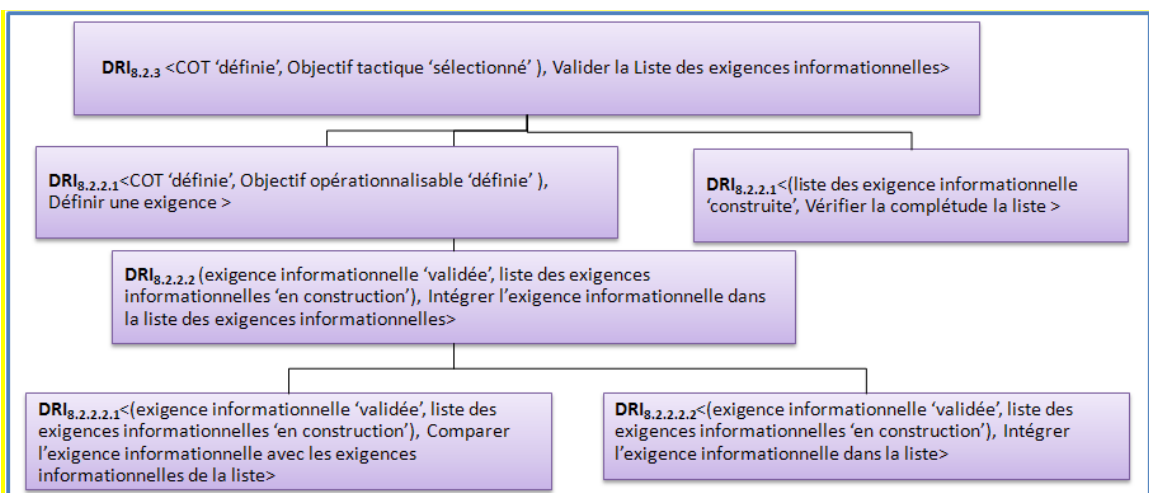 DRI8.2.3 <COT ‘définie’, Objectif tactique ‘sélectionné’ ), Valider la Liste des exigences informationnelles>
DRI8.2.2.1<COT ‘définie’, Objectif opérationnalisable ‘définie’ ),
Définir une exigence >
DRI8.2.2.1<(liste des exigence informationnelle
‘construite’, Vérifier la complétude la liste >
DRI8.2.2.2 (exigence informationnelle ‘validée’, liste des exigences
informationnelles ‘en construction’), Intégrer l’exigence informationnelle dans
la liste des exigences informationnelles>
DRI8.2.2.2.1<(exigence informationnelle ‘validée’, liste des
exigences informationnelles ‘en construction’), Comparer
l’exigence informationnelle avec les exigences
informationnelles de la liste>
DRI8.2.2.2.2<(exigence informationnelle ‘validée’, liste des
exigences informationnelles ‘en construction’), Intégrer
l’exigence informationnelle dans la liste>